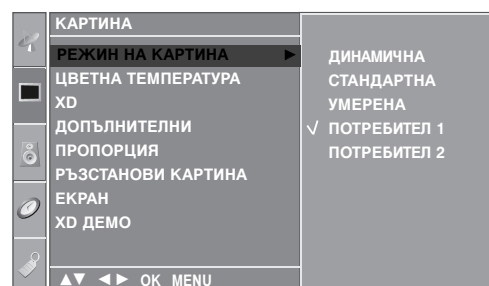 КАРТИНА
РЕЖИН НА КАРТИНА ►
ЦВЕТНА ТЕМПЕРАТУРА
XD
ДОПЪЛНИТЕЛНИ
ПРОПОРЦИЯ
РЪЗСТАНОВИ КАРТИНА
ЕКРАН
XD ДЕМО
▲▼ ◄► OK MENU
ДИНАМИЧНА
СТАНДАРТНА
УМЕРЕНА
√ ПОТРЕБИТЕЛ 1
ПОТРЕБИТЕЛ 2